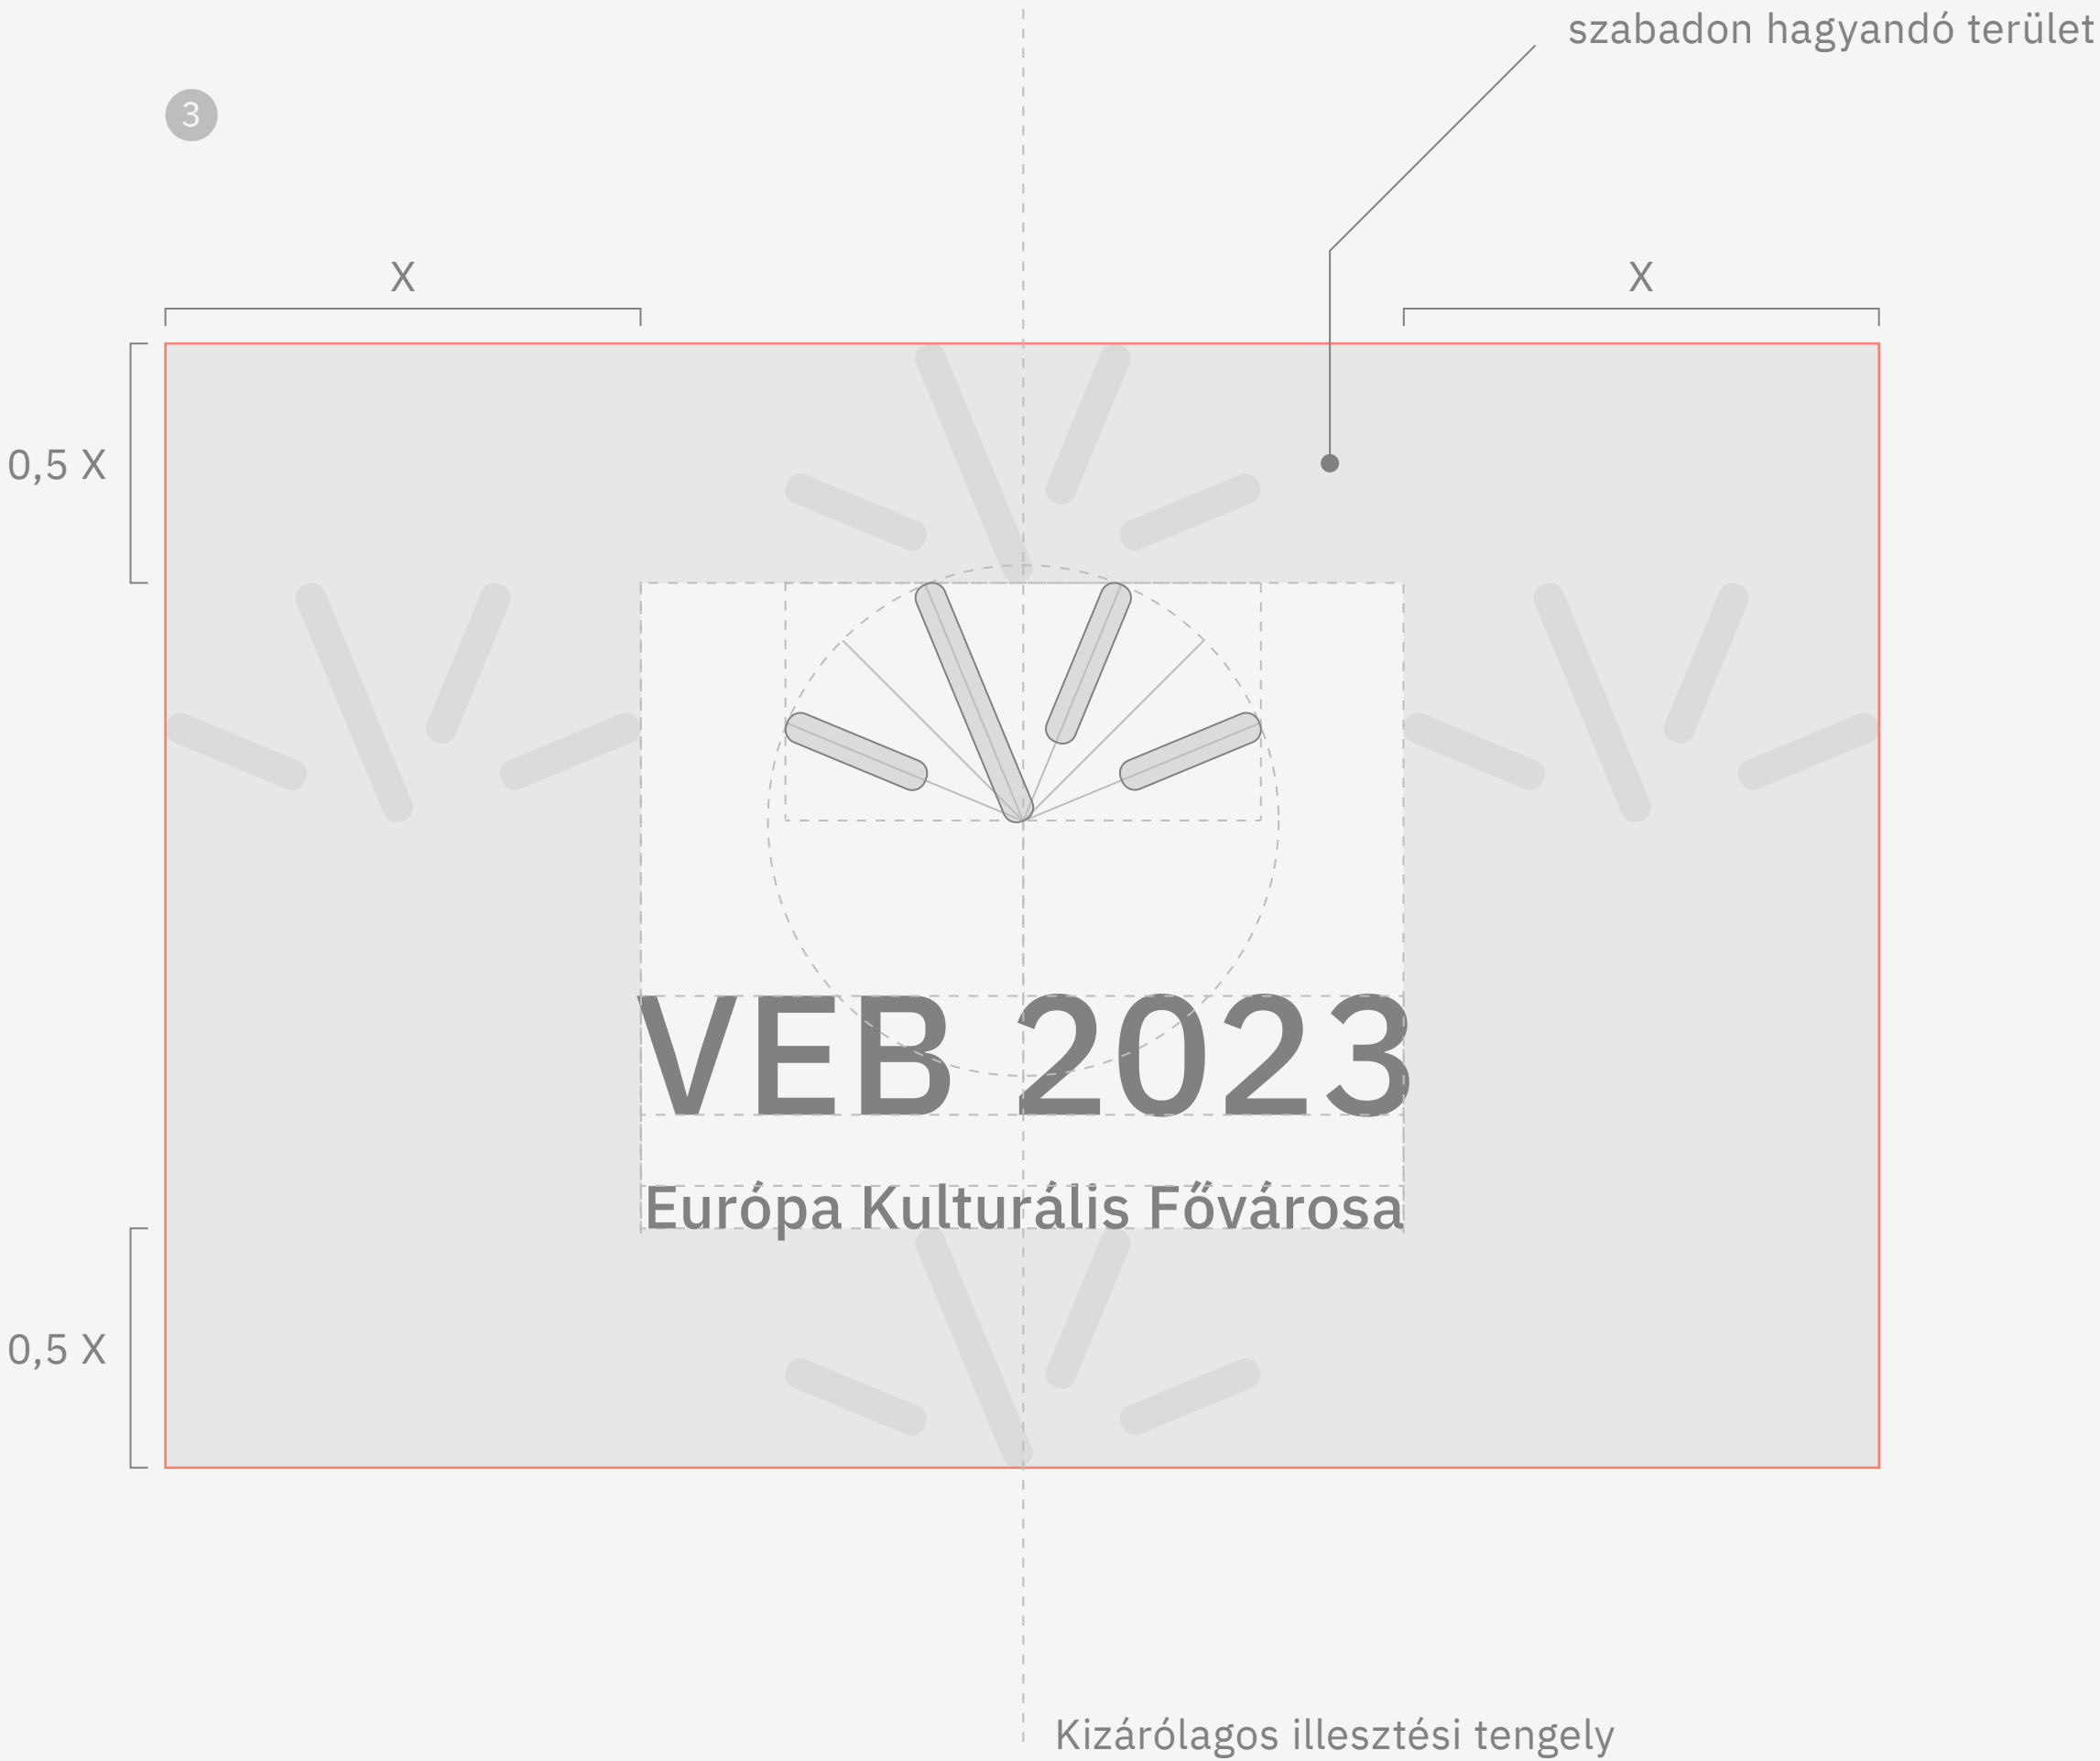 szabadon hagyandó terület
3
X
X
0,5 X
VEB 2023
Európa Kulturális Fővárosa
0,5 X
Kizárólagos illesztési tengely